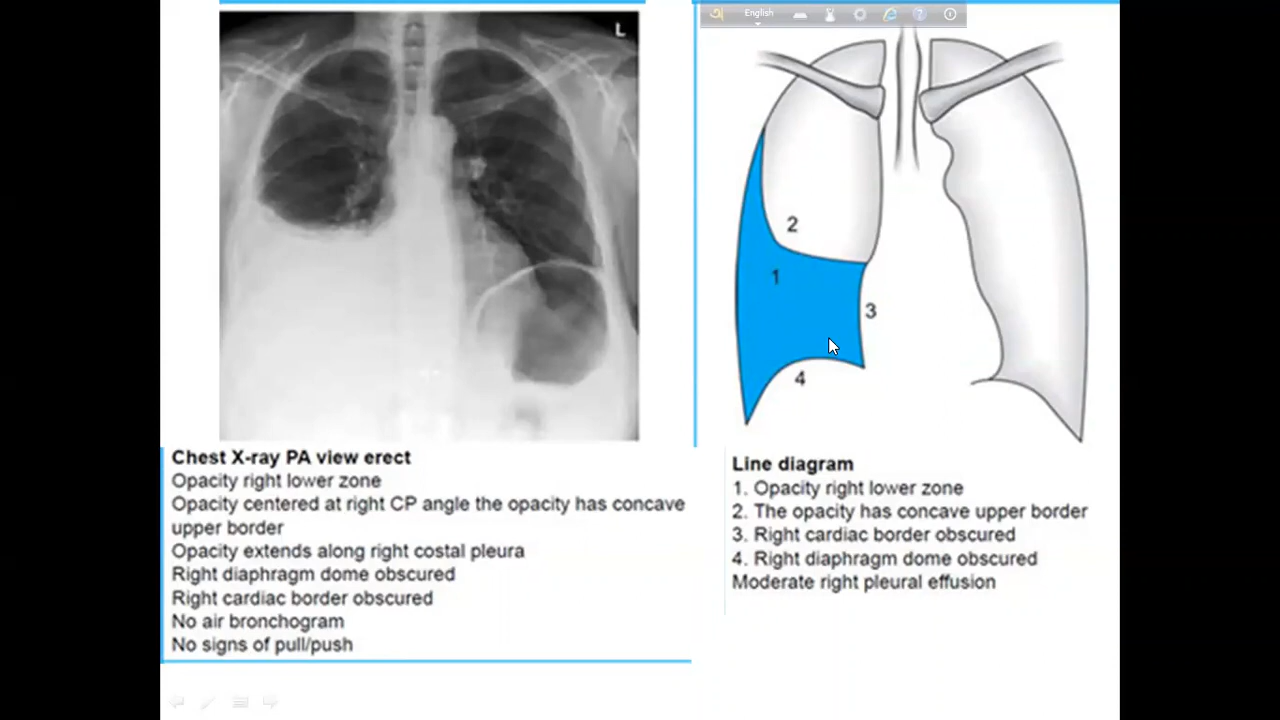 L
English
2
1
3
4
Chest X-ray PA view erect
Opacity right lower zone
Opacity centered at right CP angle the opacity has concave
upper border
Opacity extends along right costal pleura
Right diaphragm dome obscured
Right cardiac border obscured
No air bronchogram
No signs of pull/push
Line diagram
1. Opacity right lower zone
2. The opacity has concave upper border
3. Right cardiac border obscured
4. Right diaphragm dome obscured
Moderate right pleural effusion